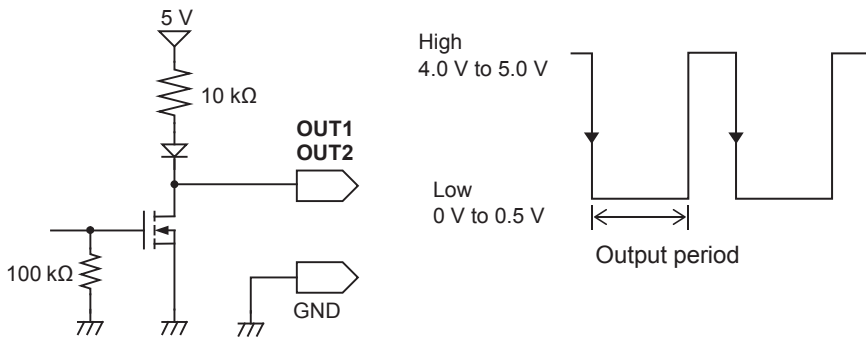 5 V
10 kΩ
OUT1
OUT2
100 kΩ
GND
High
4.0 V to 5.0 V
Low
0 V to 0.5 V
Output period